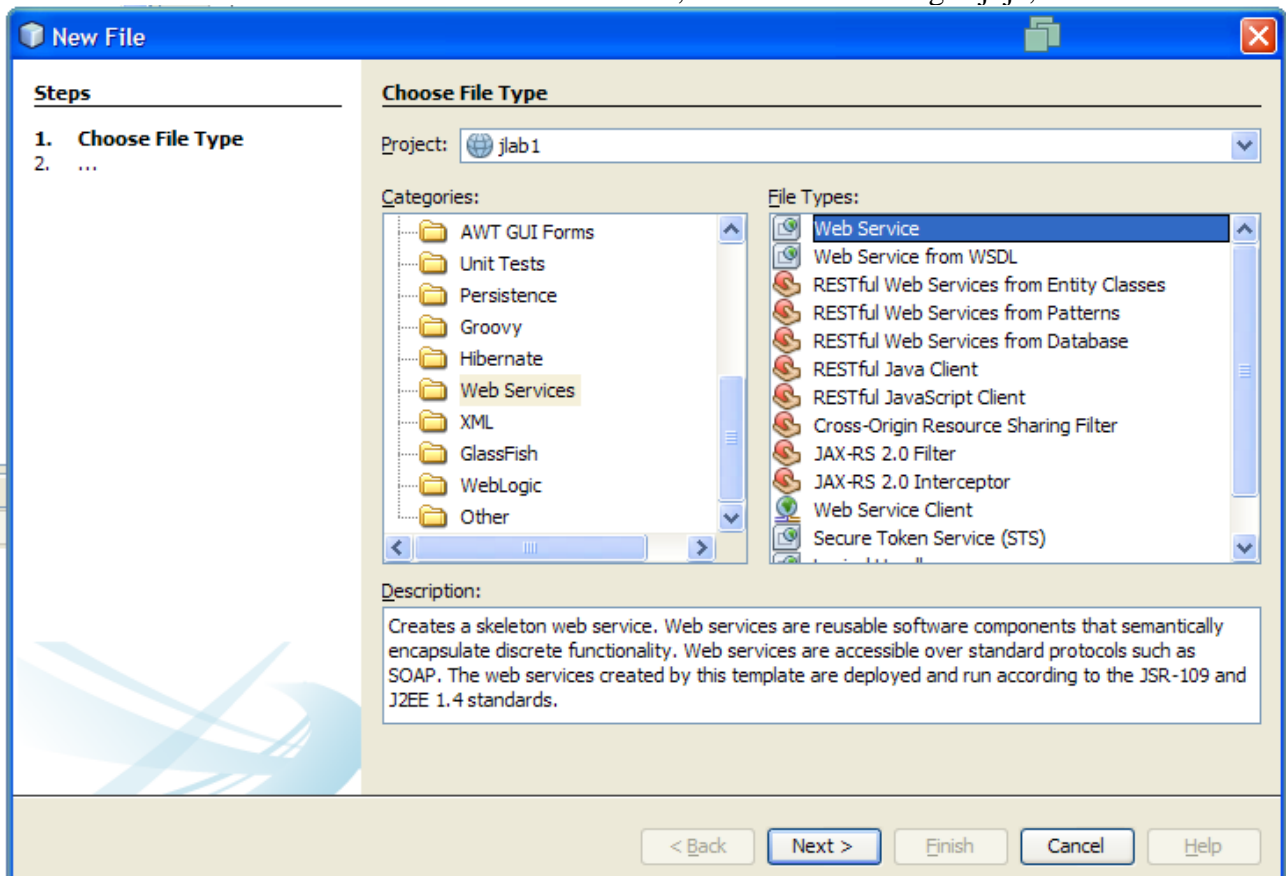 New File
Steps
1. Choose File Type
2. ...
Choose File Type
Project: jlab1
Categories:
AWT GUI Forms
Unit Tests
Persistence
Groovy
Hibernate
Web Services
XML
GlassFish
WebLogic
Other
File Types:
Web Service
Web Service from WSDL
RESTful Web Services from Entity Classes
RESTful Web Services from Patterns
RESTful Web Services from Database
RESTful Java Client
RESTful JavaScript Client
Cross-Origin Resource Sharing Filter
JAX-RS 2.0 Filter
JAX-RS 2.0 Interceptor
Web Service Client
Secure Token Service (STS)
Description:
Creates a skeleton web service. Web services are reusable software components that semantically
encapsulate discrete functionality. Web services are accessible over standard protocols such as
SOAP. The web services created by this template are deployed and run according to the JSR-109 and
J2EE 1.4 standards.
< Back
Next >
Finish
Cancel
Help